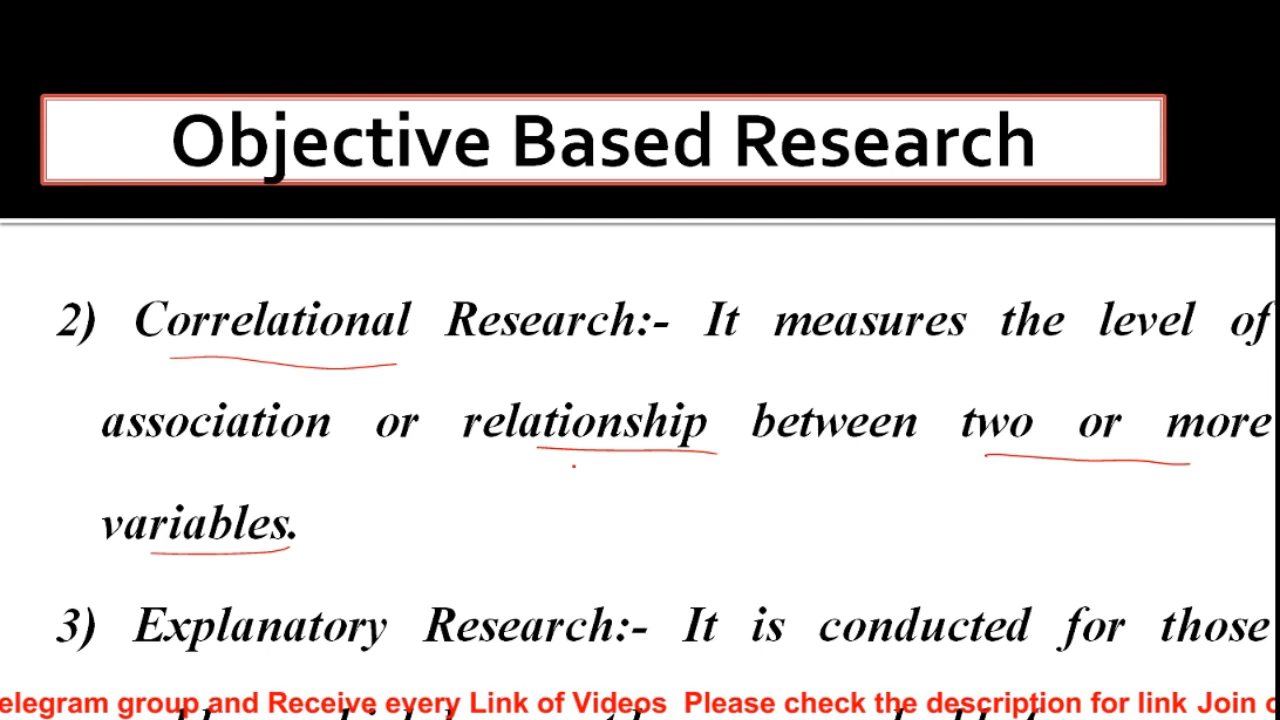 Objective Based Research
2) Correlational Research:- It measures the level of
association or relationship between two or more
variables.
3) Explanatory Research:- It is conducted for those
elegram group and Receive every Link of Videos Please check the description for link Join